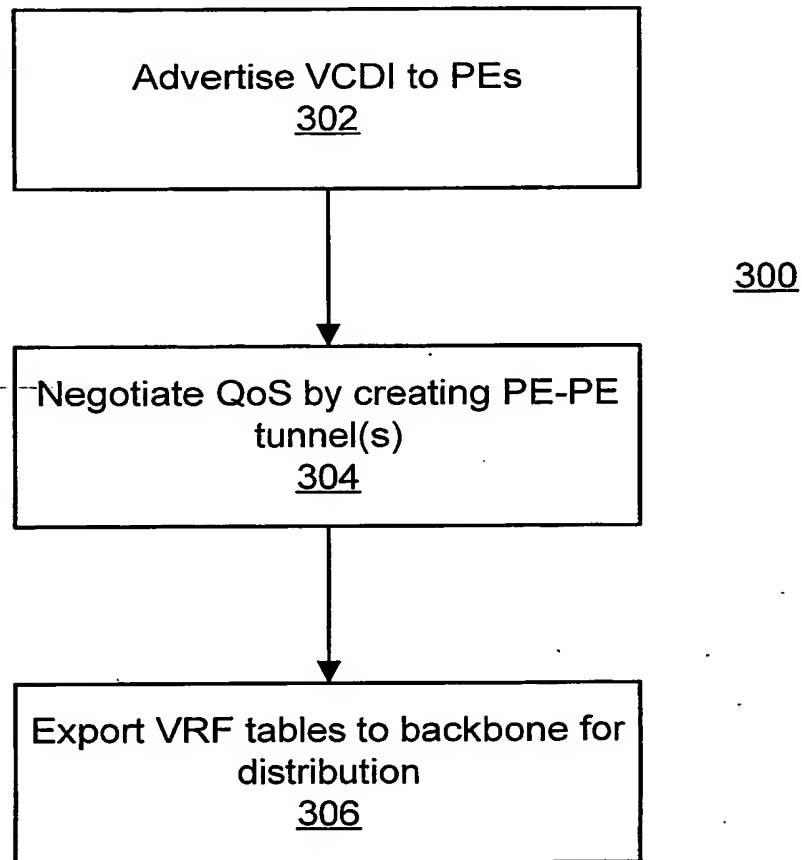 Advertise VCDI to PEs
302
300
Negotiate QoS by creating PE-PE
tunnel(s)
304
Export VRF tables to backbone for
distribution
306